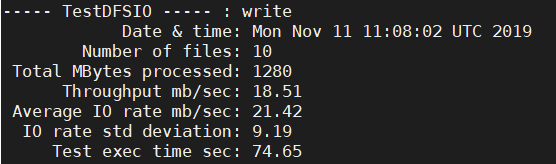 ----- TestDFSIO ----- : write
Date & time: Mon Nov 11 11:08:02 UTC 2019
Number of files: 10
Total MBytes processed: 1280
Throughput mb/sec: 18.51
Average IO rate mb/sec: 21.42
IO rate std deviation: 9.19
Test exec time sec: 74.65